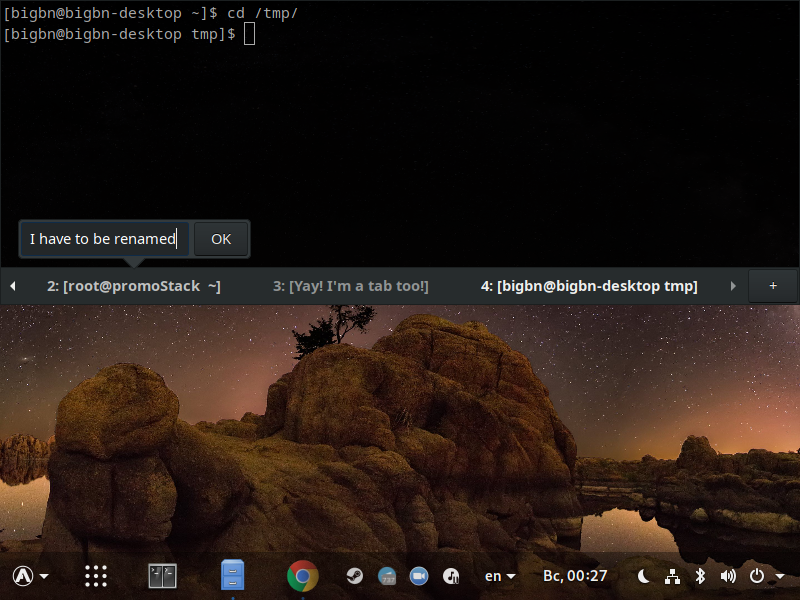 [bigbn@bigbn-desktop ~]$ cd /tmp/
[bigbn@bigbn-desktop tmp]$
I have to be renamed OK
2: [root@promoStack ~] 3: [Yay! I'm a tab too!] 4: [bigbn@bigbn-desktop tmp] +
en Вс, 00:27